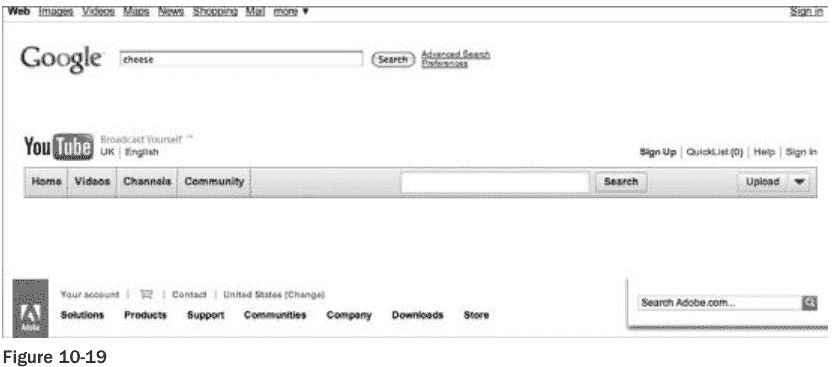 Web Images Videos Maps News Shopping Mail more ▼ Sign in
Google cheese Search Advanced Search
Preferences
YouTube Broadcast Yourself ™
UK | English Sign Up | QuickList (0) | Help | Sign In
Home Videos Channels Community Search Upload
Your account | Contact | United States (Change)
Adobe Solutions Products Support Communities Company Downloads Store Search Adobe.com...
Figure 10-19